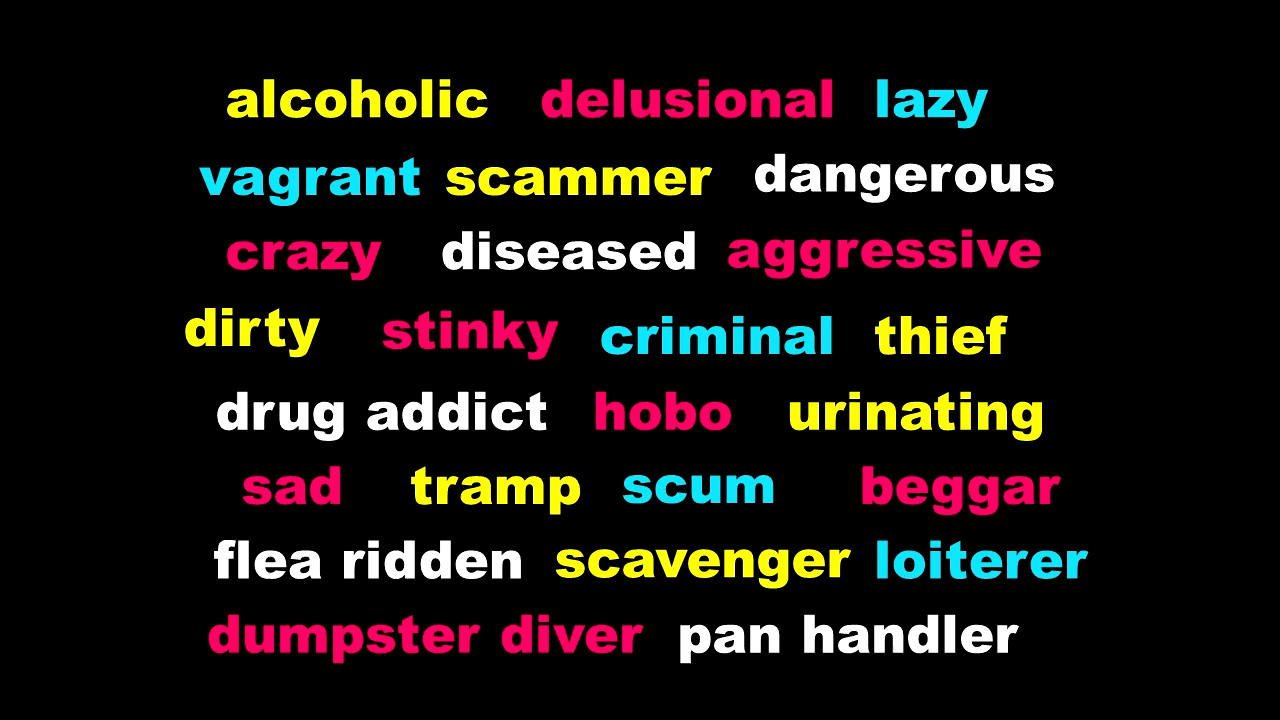 alcoholic delusional lazy
vagrant scammer dangerous
crazy diseased aggressive
dirty stinky criminal thief
drug addict hobo urinating
sad tramp scum beggar
flea ridden scavenger loiterer
dumpster diver pan handler